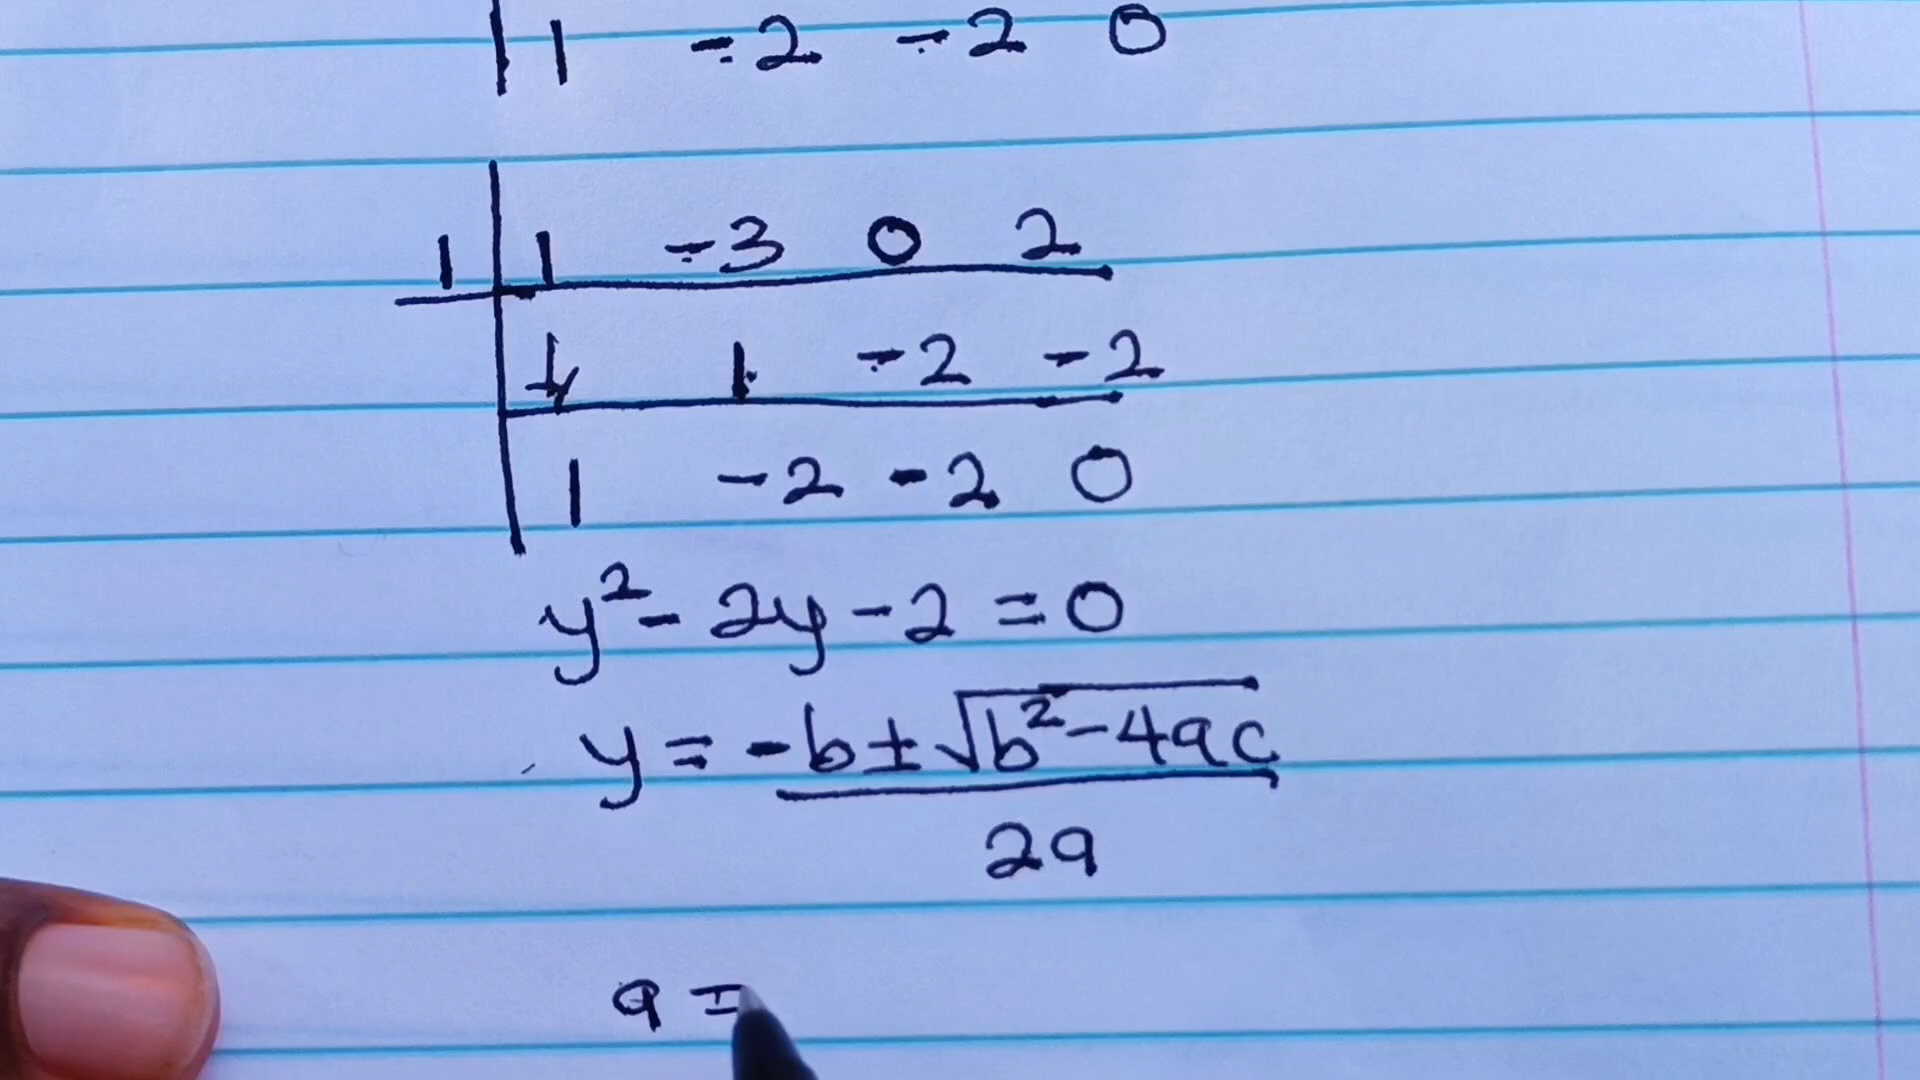 1 -2 -2 0
1 | 1 -3 0 2
↓ 1 -2 -2
1 -2 -2 0
y² - 2y - 2 = 0
y = -b ± √b² - 4ac
2a
a =